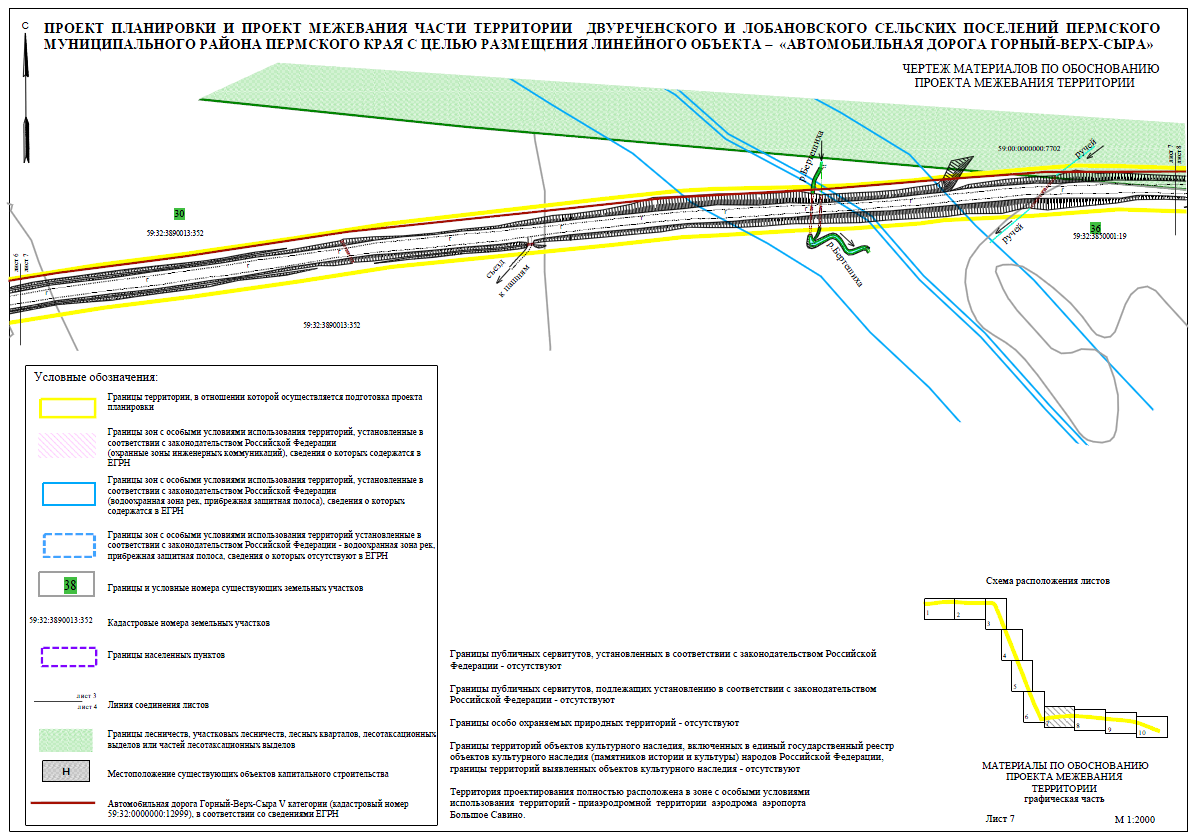 С
ПРОЕКТ ПЛАНИРОВКИ И ПРОЕКТ МЕЖЕВАНИЯ ЧАСТИ ТЕРРИТОРИИ ДВУРЕЧЕНСКОГО И ЛОБАНОВСКОГО СЕЛЬСКИХ ПОСЕЛЕНИЙ ПЕРМСКОГО
МУНИЦИПАЛЬНОГО РАЙОНА ПЕРМСКОГО КРАЯ С ЦЕЛЬЮ РАЗМЕЩЕНИЯ ЛИНЕЙНОГО ОБЪЕКТА – «АВТОМОБИЛЬНАЯ ДОРОГА ГОРНЫЙ-ВЕРХ-СЫРА»
ЧЕРТЕЖ МАТЕРИАЛОВ ПО ОБОСНОВАНИЮ
ПРОЕКТА МЕЖЕВАНИЯ ТЕРРИТОРИИ
р.Бертешиха
59:00:0000000:7702
ручей
лист 7
лист 8
30
59:32:3890013:352
36
59:32:3850001:19
ручей
р.Бертешиха
съезд
к пашням
лист 6
лист 7
59:32:3890013:352
Условные обозначения:
Границы территории, в отношении которой осуществляется подготовка проекта
планировки
Границы зон с особыми условиями использования территорий, установленные в
соответствии с законодательством Российской Федерации
(охранные зоны инженерных коммуникаций), сведения о которых содержатся в
ЕГРН
Границы зон с особыми условиями использования территорий, установленные в
соответствии с законодательством Российской Федерации
(водоохранная зона рек, прибрежная защитная полоса), сведения о которых
содержатся в ЕГРН
Границы зон с особыми условиями использования территорий установленные в
соответствии с законодательством Российской Федерации - водоохранная зона рек,
прибрежная защитная полоса, сведения о которых отсутствуют в ЕГРН
38
Границы и условные номера существующих земельных участков
59:32:3890013:352
Кадастровые номера земельных участков
Границы населенных пунктов
лист 3
лист 4
Линия соединения листов
Границы лесничеств, участковых лесничеств, лесных кварталов, лесотаксационных
выделов или частей лесотаксационных выделов
Н
Местоположение существующих объектов капитального строительства
Автомобильная дорога Горный-Верх-Сыра V категории (кадастровый номер
59:32:0000000:12999), в соответствии со сведениями ЕГРН
Границы публичных сервитутов, установленных в соответствии с законодательством Российской
Федерации - отсутствуют
Границы публичных сервитутов, подлежащих установлению в соответствии с законодательством
Российской Федерации - отсутствуют
Границы особо охраняемых природных территорий - отсутствуют
Границы территорий объектов культурного наследия, включенных в единый государственный реестр
объектов культурного наследия (памятников истории и культуры) народов Российской Федерации,
границы территорий выявленных объектов культурного наследия - отсутствуют
Территория проектирования полностью расположена в зоне с особыми условиями
использования территорий - приаэродромной территории аэродрома аэропорта
Большое Савино.
Схема расположения листов
1
2
3
4
5
6
7
8
9
10
МАТЕРИАЛЫ ПО ОБОСНОВАНИЮ
ПРОЕКТА МЕЖЕВАНИЯ
ТЕРРИТОРИИ
графическая часть
Лист 7
М 1:2000